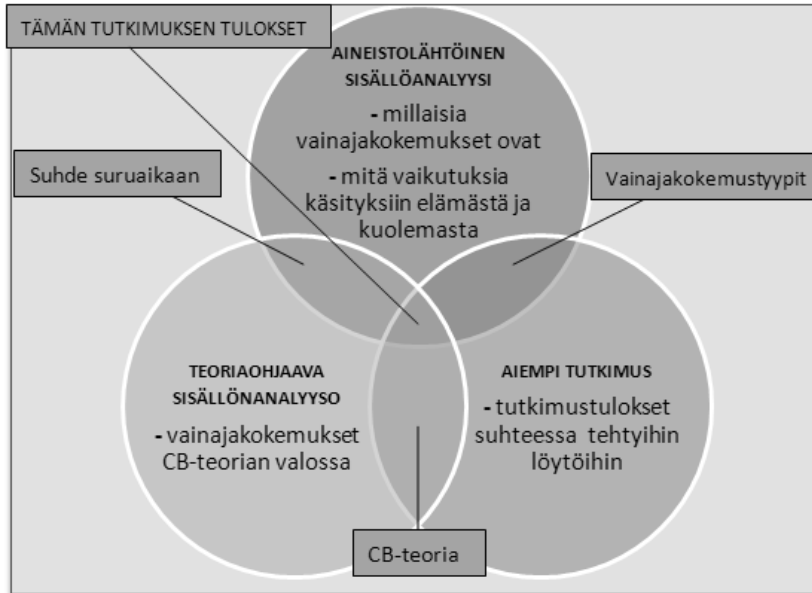 TÄMÄN TUTKIMUKSEN TULOKSET
AINEISTOLÄHTÖINEN
SISÄLLÖANALYYSI
- millaisia
vainajakokemukset ovat
- mitä vaikutuksia
käsityksiin elämästä ja
kuolemasta
Suhde suruaikaan
Vainajakokemustyypit
TEORIAOHJAAVA
SISÄLLÖNANALYYSO
- vainajakokemukset
CB-teorian valossa
AIEMPI TUTKIMUS
- tutkimustulokset
suhteessa tehtyihin
löytöihin
CB-teoria